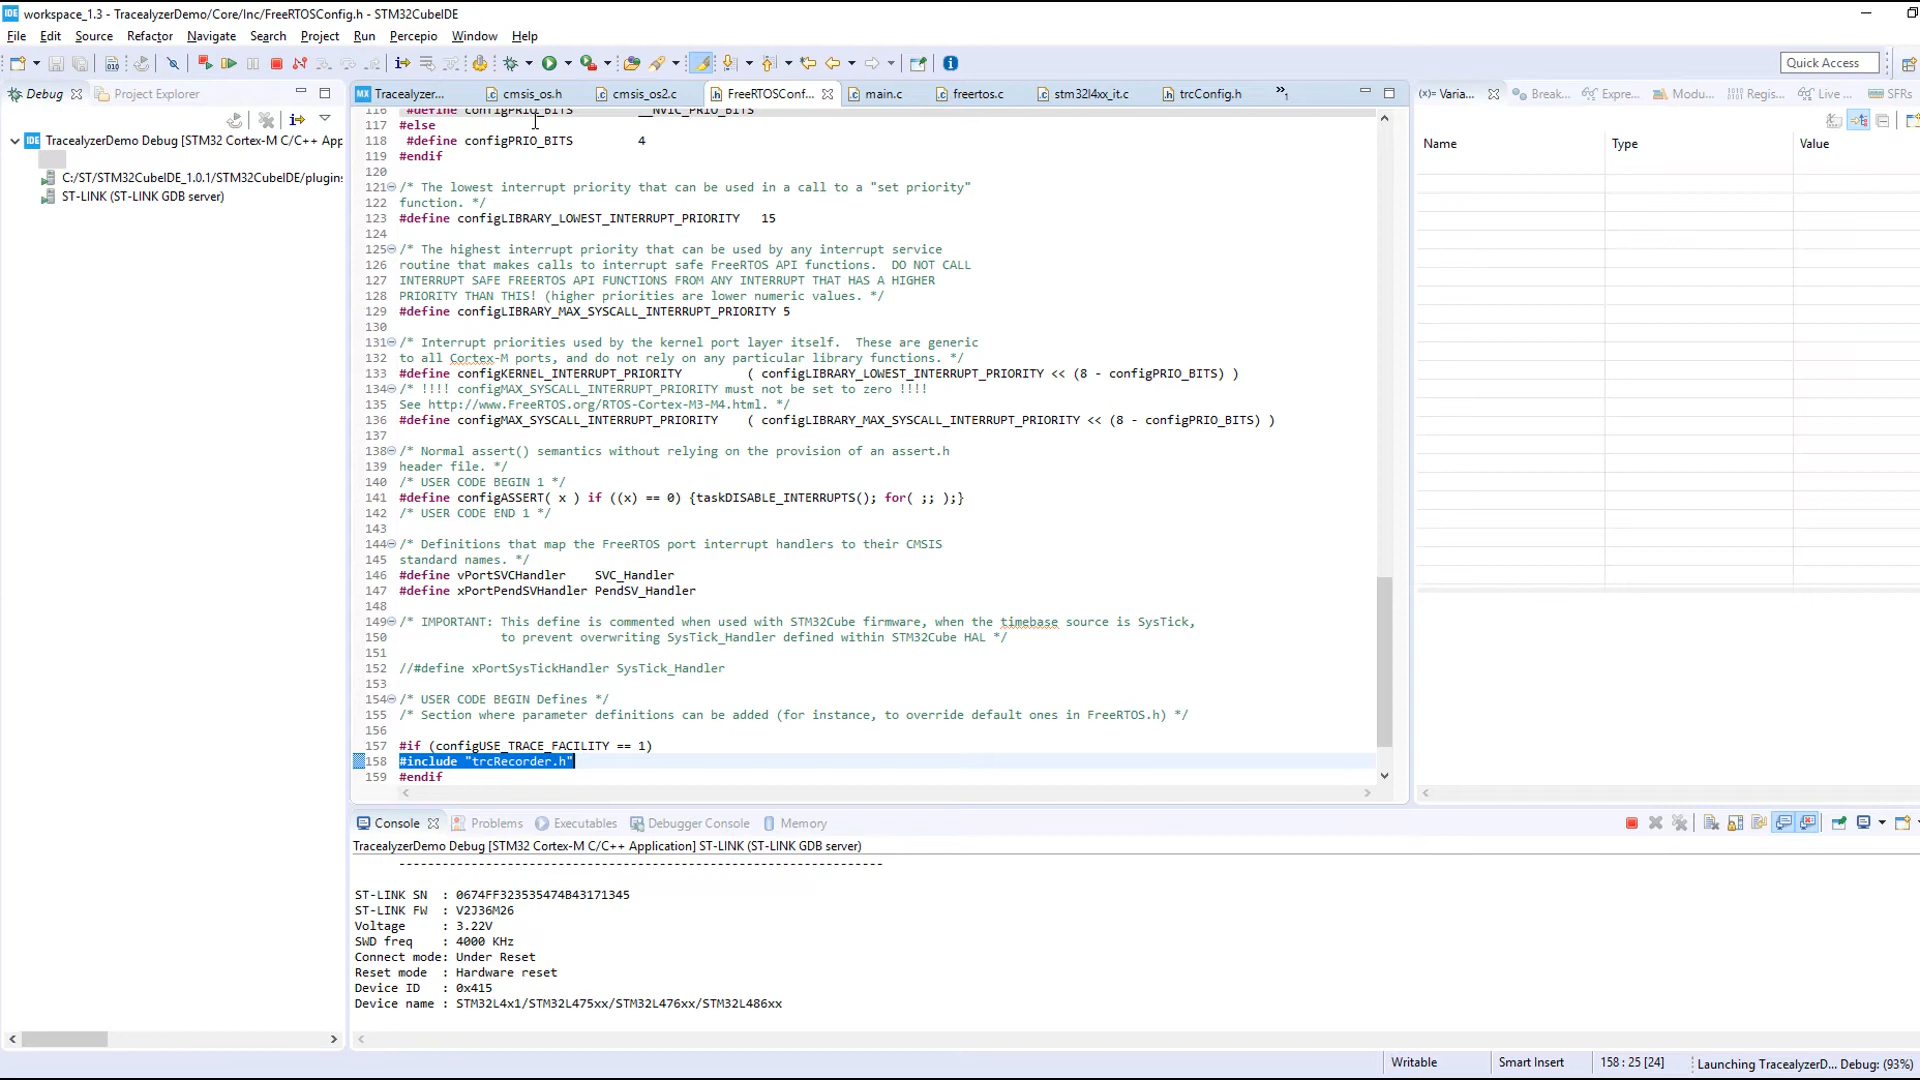 IDE workspace_1.3 - TracealyzerDemo/Core/Inc/FreeRTOSConfig.h - STM32CubeIDE
File Edit Source Refactor Navigate Search Project Run Percepio Window Help
Quick Access
Debug Project Explorer
MX Tracealyzer... cmsis_os.h cmsis_os2.c FreeRTOSConf... main.c freertos.c stm32l4xx_it.c trcConfig.h »1
(x)= Varia... Break... Expre... Modu... Regis... Live ... SFRs
IDE TracealyzerDemo Debug [STM32 Cortex-M C/C++ App
C:/ST/STM32CubeIDE_1.0.1/STM32CubeIDE/plugins
ST-LINK (ST-LINK GDB server)
Name Type Value
116 #define configPRIO_BITS __NVIC_PRIO_BITS
117 #else
118 #define configPRIO_BITS 4
119 #endif
120
121 /* The lowest interrupt priority that can be used in a call to a "set priority"
122 function. */
123 #define configLIBRARY_LOWEST_INTERRUPT_PRIORITY 15
124
125 /* The highest interrupt priority that can be used by any interrupt service
126 routine that makes calls to interrupt safe FreeRTOS API functions. DO NOT CALL
127 INTERRUPT SAFE FREERTOS API FUNCTIONS FROM ANY INTERRUPT THAT HAS A HIGHER
128 PRIORITY THAN THIS! (higher priorities are lower numeric values. */
129 #define configLIBRARY_MAX_SYSCALL_INTERRUPT_PRIORITY 5
130
131 /* Interrupt priorities used by the kernel port layer itself. These are generic
132 to all Cortex-M ports, and do not rely on any particular library functions. */
133 #define configKERNEL_INTERRUPT_PRIORITY ( configLIBRARY_LOWEST_INTERRUPT_PRIORITY << (8 - configPRIO_BITS) )
134 /* !!!! configMAX_SYSCALL_INTERRUPT_PRIORITY must not be set to zero !!!!
135 See http://www.FreeRTOS.org/RTOS-Cortex-M3-M4.html. */
136 #define configMAX_SYSCALL_INTERRUPT_PRIORITY ( configLIBRARY_MAX_SYSCALL_INTERRUPT_PRIORITY << (8 - configPRIO_BITS) )
137
138 /* Normal assert() semantics without relying on the provision of an assert.h
139 header file. */
140 /* USER CODE BEGIN 1 */
141 #define configASSERT( x ) if ((x) == 0) {taskDISABLE_INTERRUPTS(); for( ;; );}
142 /* USER CODE END 1 */
143
144 /* Definitions that map the FreeRTOS port interrupt handlers to their CMSIS
145 standard names. */
146 #define vPortSVCHandler SVC_Handler
147 #define xPortPendSVHandler PendSV_Handler
148
149 /* IMPORTANT: This define is commented when used with STM32Cube firmware, when the timebase source is SysTick,
150 to prevent overwriting SysTick_Handler defined within STM32Cube HAL */
151
152 //#define xPortSysTickHandler SysTick_Handler
153
154 /* USER CODE BEGIN Defines */
155 /* Section where parameter definitions can be added (for instance, to override default ones in FreeRTOS.h) */
156
157 #if (configUSE_TRACE_FACILITY == 1)
158 #include "trcRecorder.h"
159 #endif
Console Problems Executables Debugger Console Memory
TracealyzerDemo Debug [STM32 Cortex-M C/C++ Application] ST-LINK (ST-LINK GDB server)
-------------------------------------------------------------------
ST-LINK SN : 0674FF323535474B43171345
ST-LINK FW : V2J36M26
Voltage : 3.22V
SWD freq : 4000 KHz
Connect mode: Under Reset
Reset mode : Hardware reset
Device ID : 0x415
Device name : STM32L4x1/STM32L475xx/STM32L476xx/STM32L486xx
Writable Smart Insert 158 : 25 [24] Launching TracealyzerD... Debug: (93%)